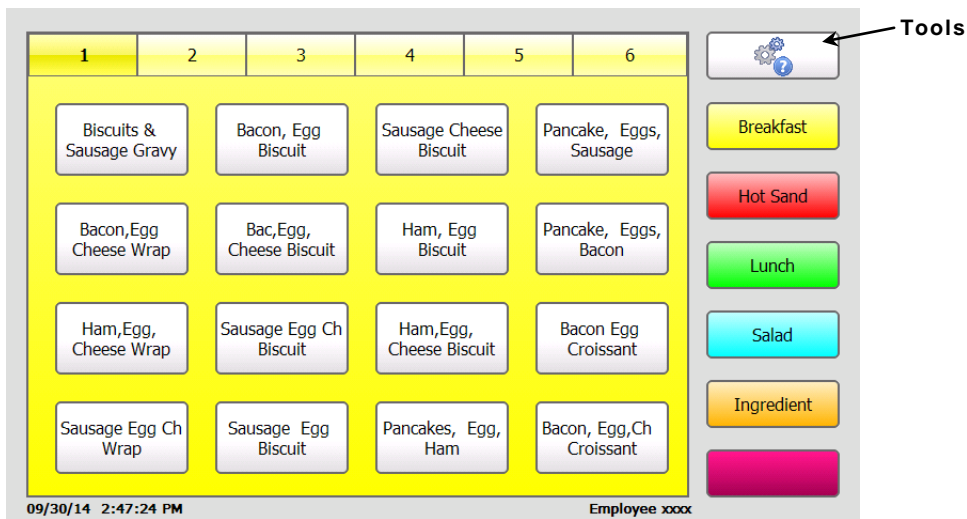 Tools
1 2 3 4 5 6
?
Biscuits &
Sausage Gravy
Bacon, Egg
Biscuit
Sausage Cheese
Biscuit
Pancake, Eggs,
Sausage
Bacon,Egg
Cheese Wrap
Bac,Egg,
Cheese Biscuit
Ham, Egg
Biscuit
Pancake, Eggs,
Bacon
Ham,Egg,
Cheese Wrap
Sausage Egg Ch
Biscuit
Ham,Egg,
Cheese Biscuit
Bacon Egg
Croissant
Sausage Egg Ch
Wrap
Sausage Egg
Biscuit
Pancakes, Egg,
Ham
Bacon, Egg,Ch
Croissant
Breakfast
Hot Sand
Lunch
Salad
Ingredient
09/30/14 2:47:24 PM
Employee xxxx